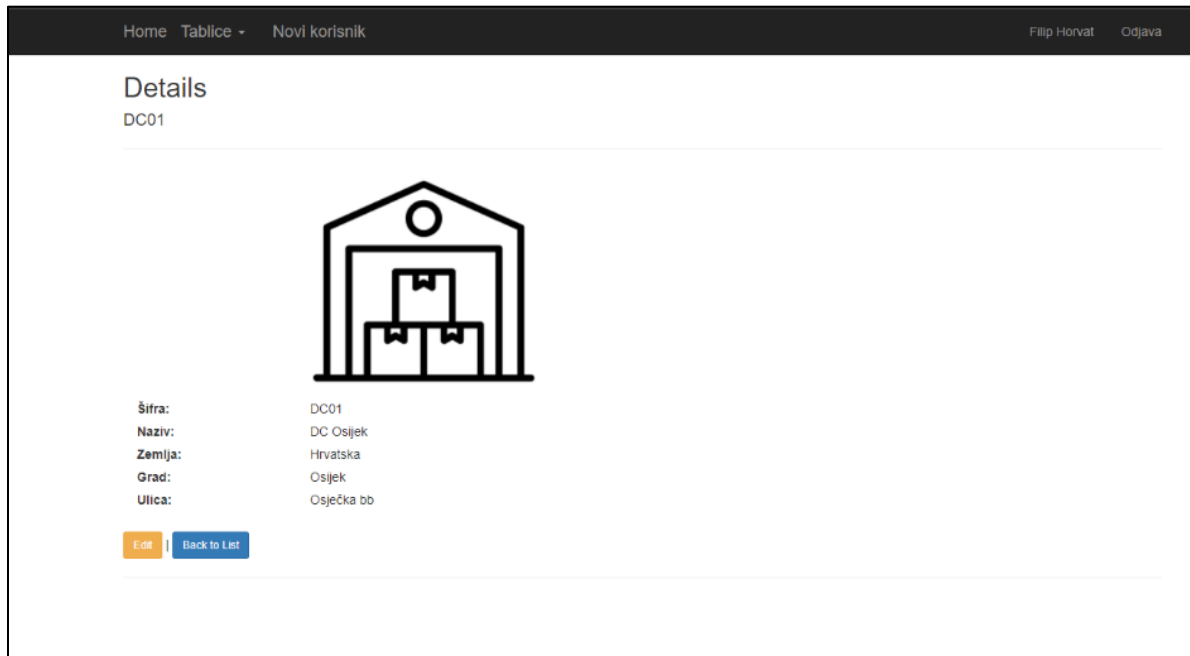 Home Tablice Novi korisnik Filip Horvat Odjava
Details
DC01
Šifra: DC01
Naziv: DC Osijek
Zemlja: Hrvatska
Grad: Osijek
Ulica: Osječka bb
Edit | Back to List